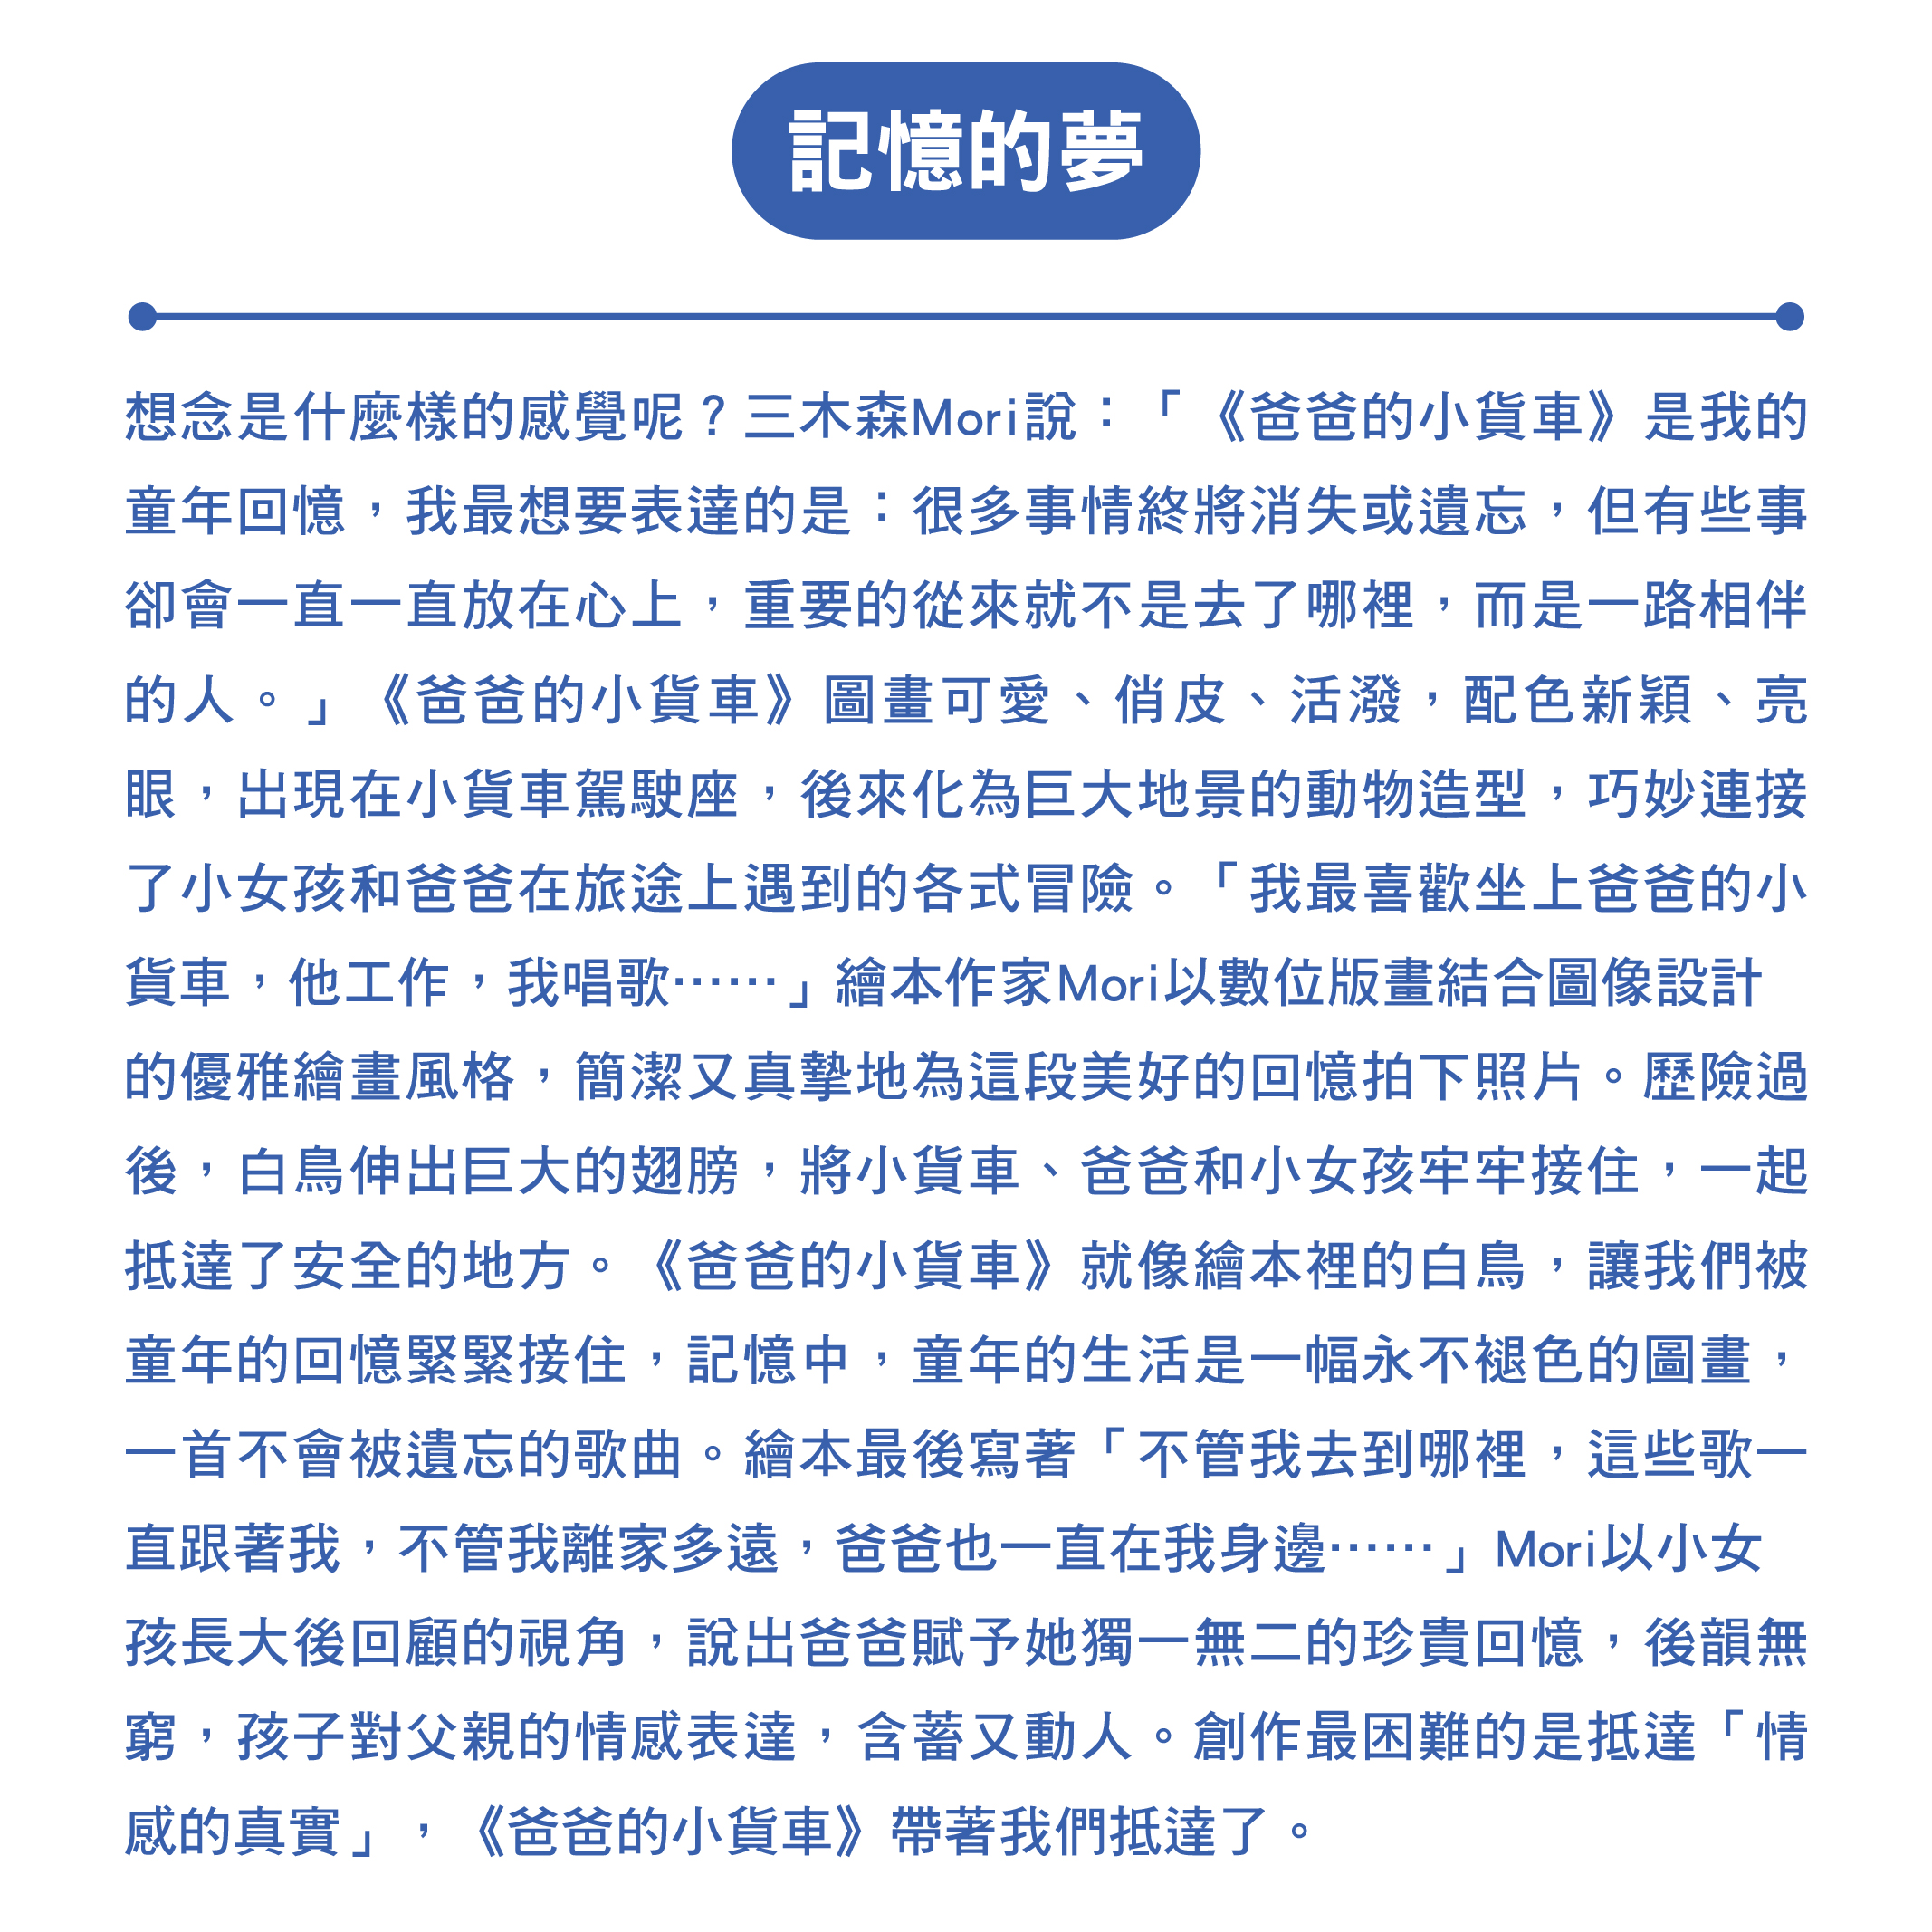 記憶的夢
想念是什麼樣的感覺呢？三木森Mori說：「《爸爸的小貨車》是我的
童年回憶，我最想要表達的是：很多事情終將消失或遺忘，但有些事
卻會一直一直放在心上，重要的從來就不是去了哪裡，而是一路相伴
的人。」《爸爸的小貨車》圖畫可愛、俏皮、活潑，配色新穎、亮
眼，出現在小貨車駕駛座，後來化為巨大地景的動物造型，巧妙連接
了小女孩和爸爸在旅途上遇到的各式冒險。「我最喜歡坐上爸爸的小
貨車，他工作，我唱歌……」繪本作家Mori以數位版畫結合圖像設計
的優雅繪畫風格，簡潔又真摯地為這段美好的回憶拍下照片。歷險過
後，白鳥伸出巨大的翅膀，將小貨車、爸爸和小女孩牢牢接住，一起
抵達了安全的地方。《爸爸的小貨車》就像繪本裡的白鳥，讓我們被
童年的回憶緊緊接住，記憶中，童年的生活是一幅永不褪色的圖畫，
一首不會被遺忘的歌曲。繪本最後寫著「不管我去到哪裡，這些歌一
直跟著我，不管我離家多遠，爸爸也一直在我身邊……」Mori以小女
孩長大後回顧的視角，說出爸爸賦予她獨一無二的珍貴回憶，後韻無
窮，孩子對父親的情感表達，含蓄又動人。創作最困難的是抵達「情
感的真實」，《爸爸的小貨車》帶著我們抵達了。